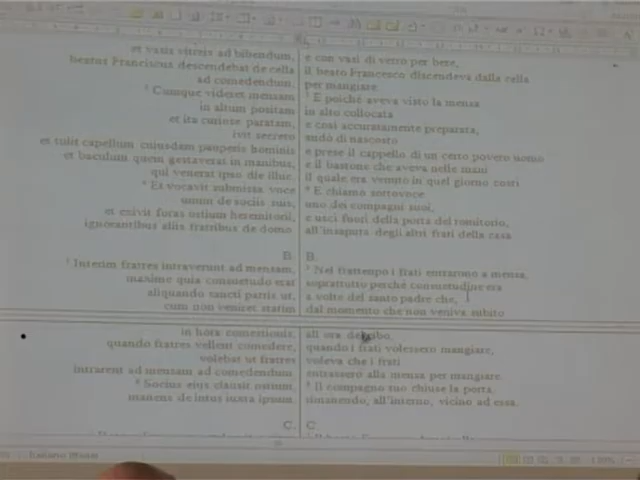 et vasis vitreis ad bibendum,
beatus Franciscus descendebat de cella
ad comedendum.
³ Cumque videret mensam
in altum positam
et ita curiose paratam,
ivit secreto
et tulit capellum cuiusdam pauperis hominis
et baculum quem gestaverat in manibus,
qui venerat ipso die illuc.
⁴ Et vocavit submissa voce
unum de sociis suis,
et exivit foras ostium heremitorii,
ignorantibus aliis fratribus de domo.
B.
⁵ Interim fratres intraverunt ad mensam,
maxime quia consuetudo erat
aliquando sancti patris ut,
cum non veniret statim
in hora comestionis,
quando fratres vellent comedere,
volebat ut fratres
intrarent ad mensam ad comedendum.
⁶ Socius eius clausit ostium,
manens de intus iuxta ipsum.
C.
e con vasi di vetro per bere,
il beato Francesco discendeva dalla cella
per mangiare.
³ E poiché aveva visto la mensa
in alto collocata
e così accuratamente preparata,
andò di nascosto
e prese il cappello di un certo povero uomo
e il bastone che aveva nelle mani
il quale era venuto in quel giorno costì
⁴ E chiamò sottovoce
uno dei compagni suoi,
e uscì fuori della porta del romitorio,
all'insaputa degli altri frati della casa
B.
⁵ Nel frattempo i frati entrarono a mensa,
soprattutto perché consuetudine era
a volte del santo padre che,
dal momento che non veniva subito
all'ora del cibo,
quando i frati volessero mangiare,
voleva che i frati
entrassero alla mensa per mangiare
⁶ Il compagno suo chiuse la porta,
rimanendo, all'interno, vicino ad essa.
C